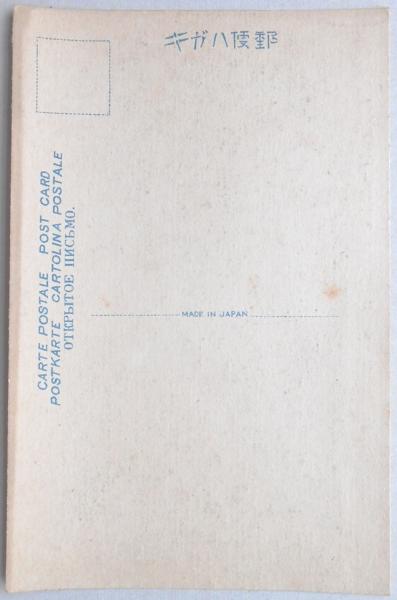 郵便ハガキ
CARTE POSTALE POST CARD
POSTKARTE CARTOLINA POSTALE
ОТКРЫТОЕ ПИСЬМО.
MADE IN JAPAN